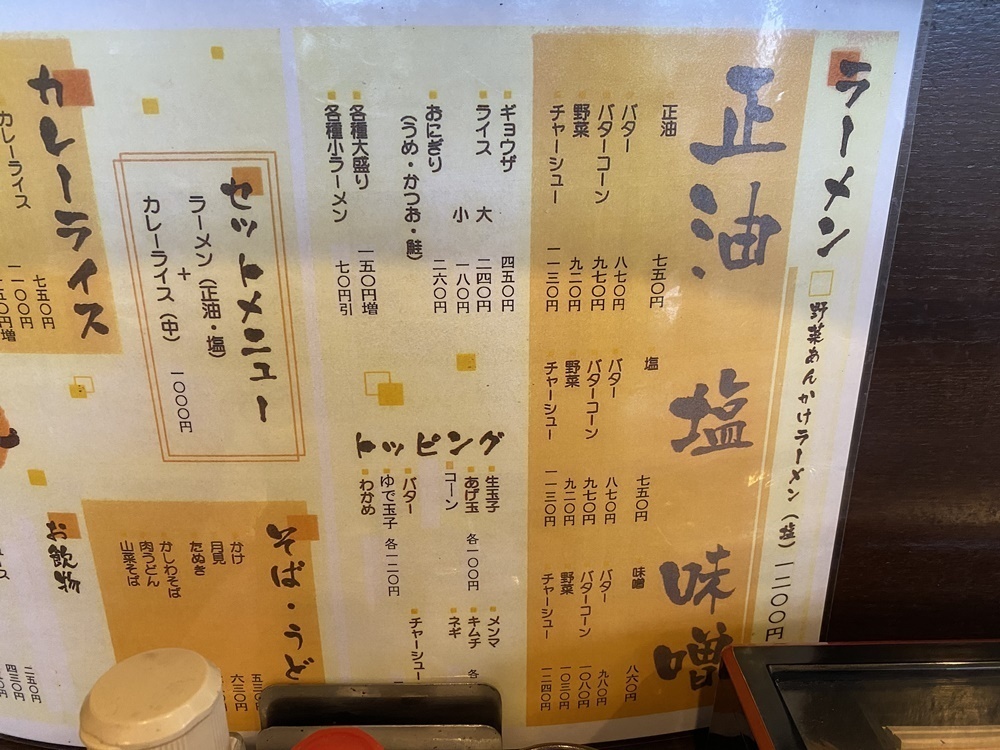 ラーメン
野菜あんかけラーメン（塩）一二〇〇円
正油
正油 七五〇円
バター 八七〇円
バターコーン 九七〇円
野菜 九二〇円
チャーシュー 一一三〇円
塩
塩 七五〇円
バター 八七〇円
バターコーン 九七〇円
野菜 九二〇円
チャーシュー 一一三〇円
味噌
味噌 八六〇円
バター 九八〇円
バターコーン 一〇八〇円
野菜 一〇三〇円
チャーシュー 一二四〇円
ギョウザ 四五〇円
ライス 大 二四〇円
小 一八〇円
おにぎり 二六〇円
（うめ・かつお・鮭）
各種大盛り 一五〇円増
各種小ラーメン 七〇円引
トッピング
生玉子
あげ玉
コーン
各一〇〇円
バター
ゆで玉子
わかめ
各一二〇円
メンマ
キムチ
ネギ
各
チャーシュー
セットメニュー
ラーメン（正油・塩）
+
カレーライス（中）
一〇〇〇円
そば・うど
かけ
月見
たぬき
かしわそば
肉うどん
山菜そば
六三〇円
カレーライス
カレーライス
七五〇円
一一〇〇円
五〇円増
お飲物
二五〇円
四三〇円